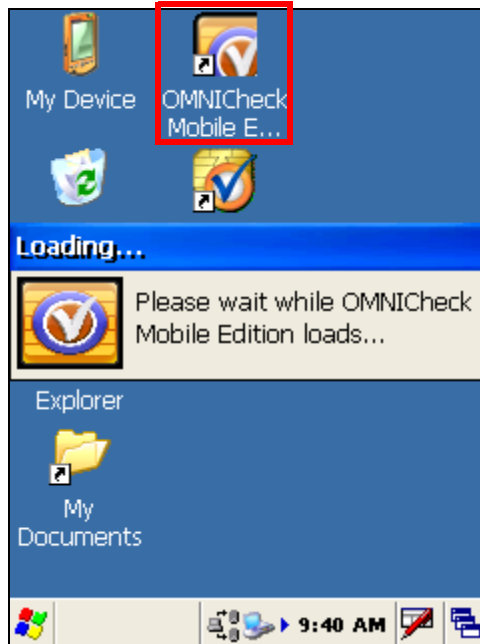 My Device
OMNICheck
Mobile E...
Loading...
Please wait while OMNICheck
Mobile Edition loads...
Explorer
My
Documents
9:40 AM